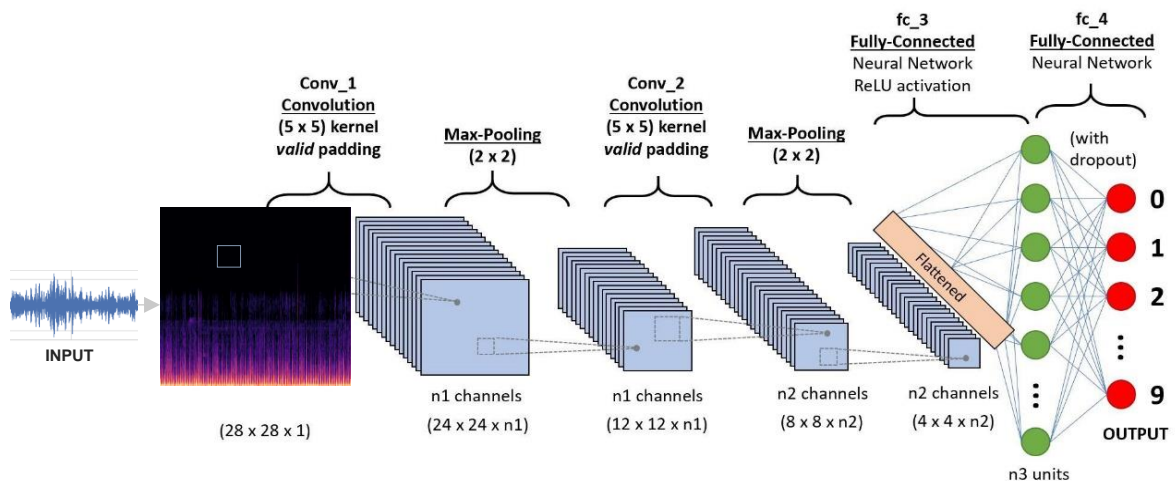 INPUT
(28 x 28 x 1)
Conv_1
Convolution
(5 x 5) kernel
valid padding
n1 channels
(24 x 24 x n1)
Max-Pooling
(2 x 2)
n1 channels
(12 x 12 x n1)
Conv_2
Convolution
(5 x 5) kernel
valid padding
n2 channels
(8 x 8 x n2)
Max-Pooling
(2 x 2)
n2 channels
(4 x 4 x n2)
fc_3
Fully-Connected
Neural Network
ReLU activation
Flattened
n3 units
fc_4
Fully-Connected
Neural Network
(with
dropout)
0
1
2
9
OUTPUT